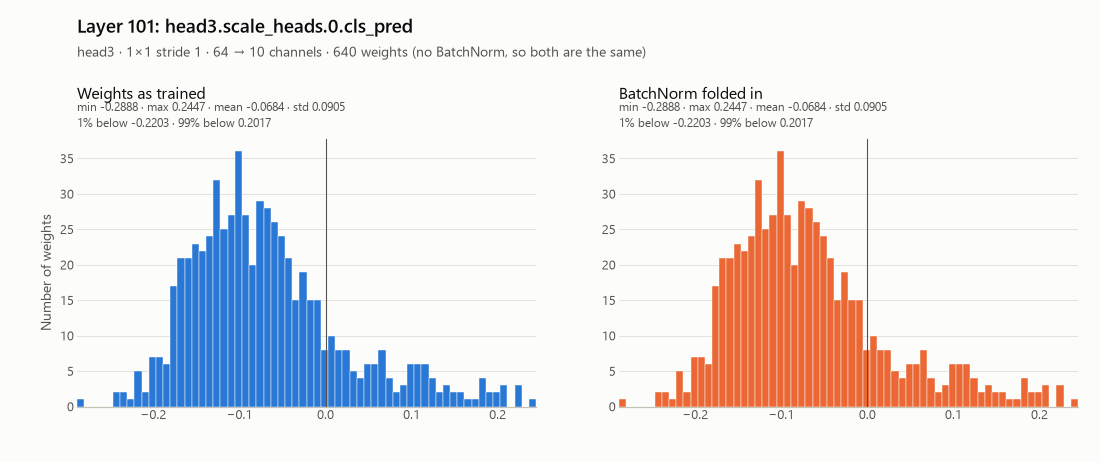 Layer 101: head3.scale_heads.0.cls_pred
head3 · 1×1 stride 1 · 64 → 10 channels · 640 weights (no BatchNorm, so both are the same)
Weights as trained
min -0.2888 · max 0.2447 · mean -0.0684 · std 0.0905
1% below -0.2203 · 99% below 0.2017
Number of weights
35
30
25
20
15
10
5
0
−0.2 −0.1 0.0 0.1 0.2
BatchNorm folded in
min -0.2888 · max 0.2447 · mean -0.0684 · std 0.0905
1% below -0.2203 · 99% below 0.2017
35
30
25
20
15
10
5
0
−0.2 −0.1 0.0 0.1 0.2